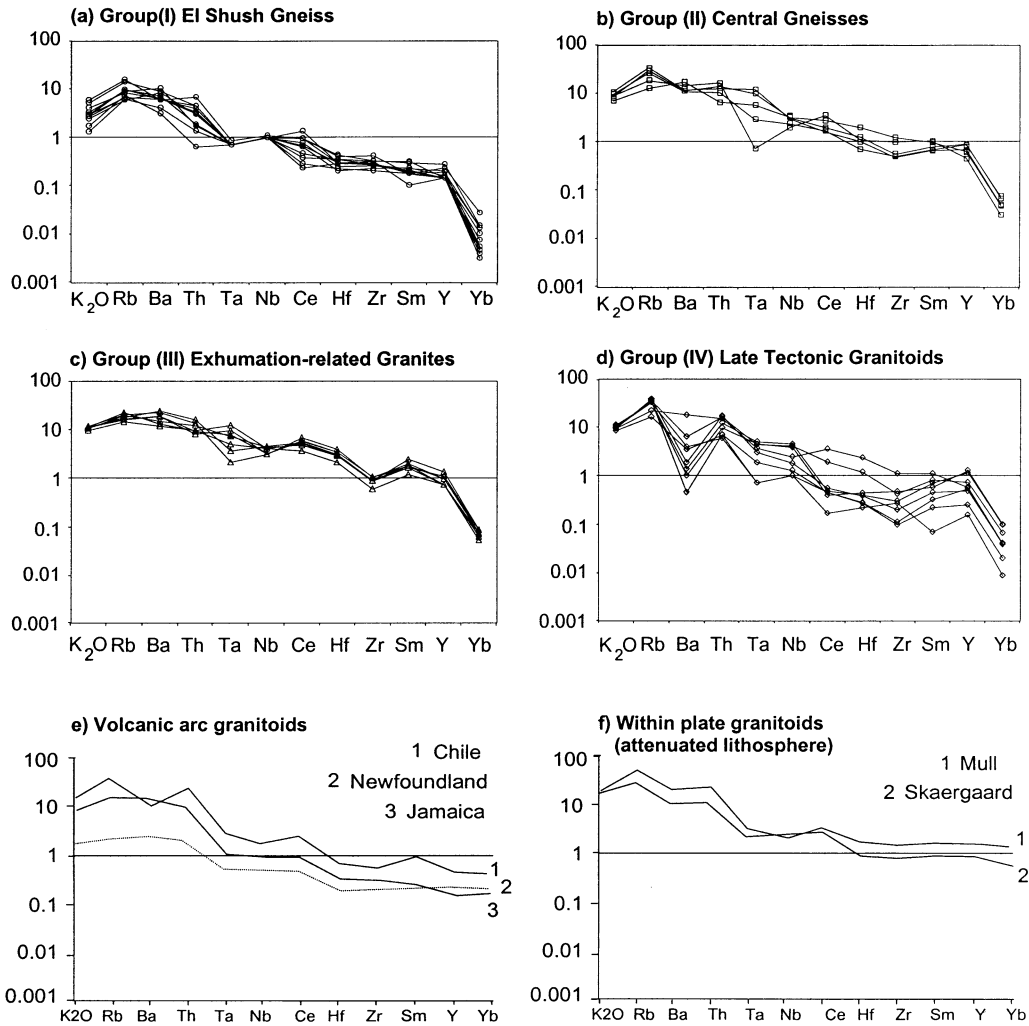 (a) Group(I) El Shush Gneiss
100
10
1
0.1
0.01
0.001
K2O Rb Ba Th Ta Nb Ce Hf Zr Sm Y Yb
b) Group (II) Central Gneisses
100
10
1
0.1
0.01
0.001
K2O Rb Ba Th Ta Nb Ce Hf Zr Sm Y Yb
c) Group (III) Exhumation-related Granites
100
10
1
0.1
0.01
0.001
K2O Rb Ba Th Ta Nb Ce Hf Zr Sm Y Yb
d) Group (IV) Late Tectonic Granitoids
100
10
1
0.1
0.01
0.001
K2O Rb Ba Th Ta Nb Ce Hf Zr Sm Y Yb
e) Volcanic arc granitoids
1 Chile
2 Newfoundland
3 Jamaica
100
10
1
0.1
0.01
0.001
1
2
3
K2O Rb Ba Th Ta Nb Ce Hf Zr Sm Y Yb
f) Within plate granitoids
(attenuated lithosphere)
1 Mull
2 Skaergaard
100
10
1
0.1
0.01
0.001
1
2
K2O Rb Ba Th Ta Nb Ce Hf Zr Sm Y Yb